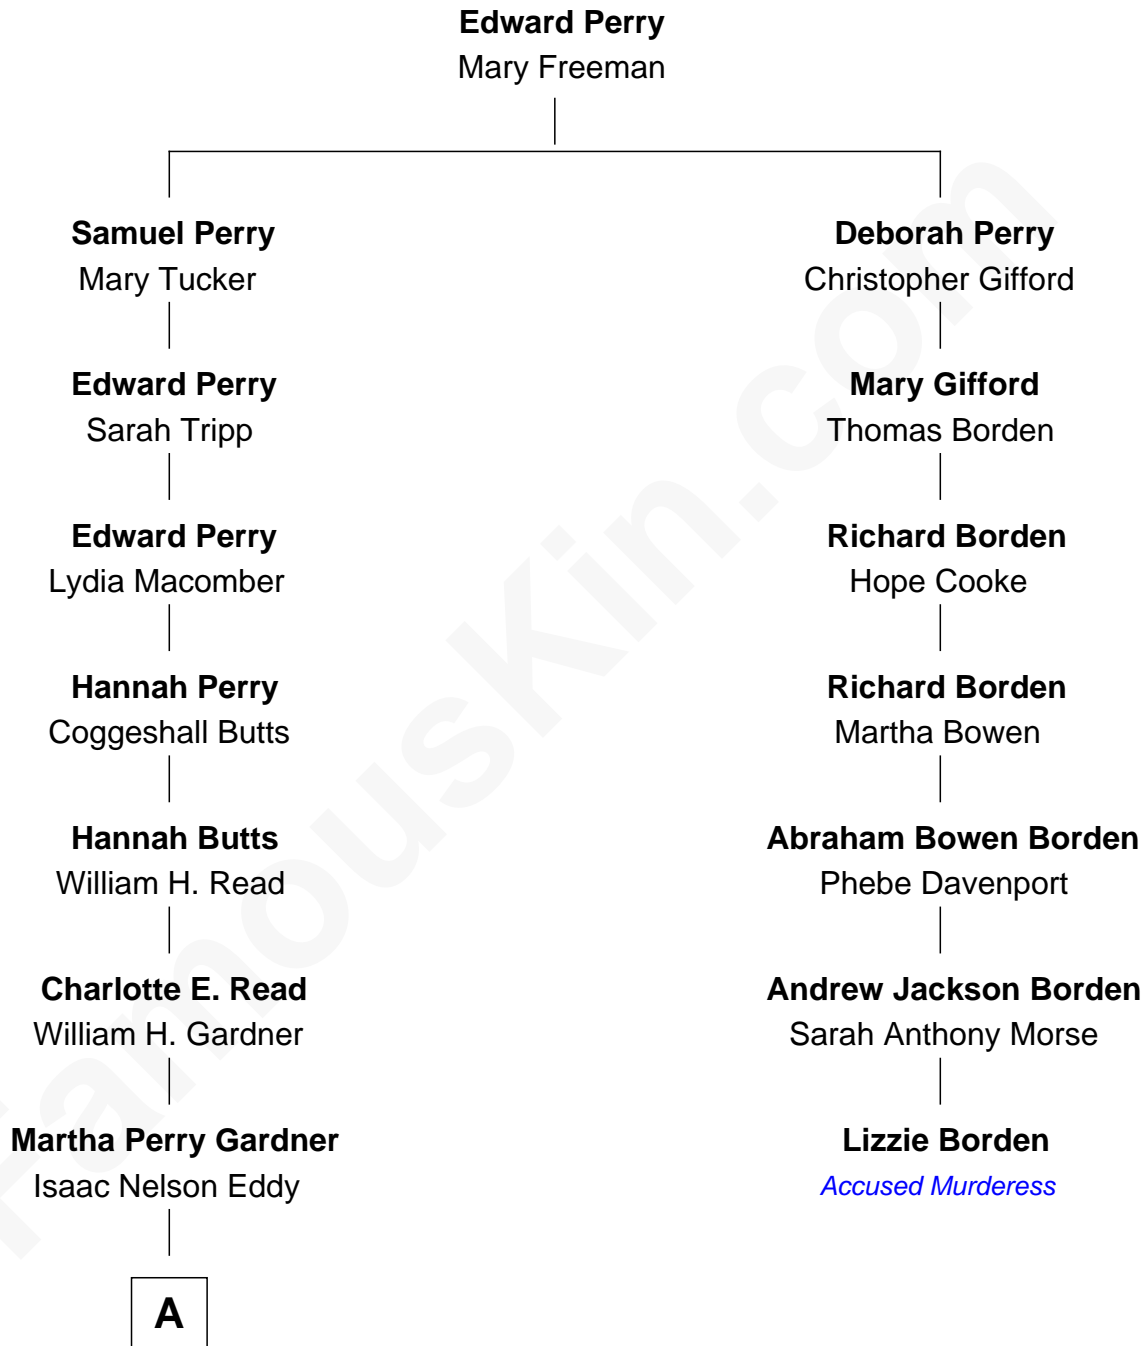 Edward Perry
Mary Freeman
Samuel Perry
Mary Tucker
Edward Perry
Sarah Tripp
Edward Perry
Lydia Macomber
Hannah Perry
Coggeshall Butts
Hannah Butts
William H. Read
Charlotte E. Read
William H. Gardner
Martha Perry Gardner
Isaac Nelson Eddy
A
Deborah Perry
Christopher Gifford
Mary Gifford
Thomas Borden
Richard Borden
Hope Cooke
Richard Borden
Martha Bowen
Abraham Bowen Borden
Phebe Davenport
Andrew Jackson Borden
Sarah Anthony Morse
Lizzie Borden
Accused Murderess
FamousKin.com